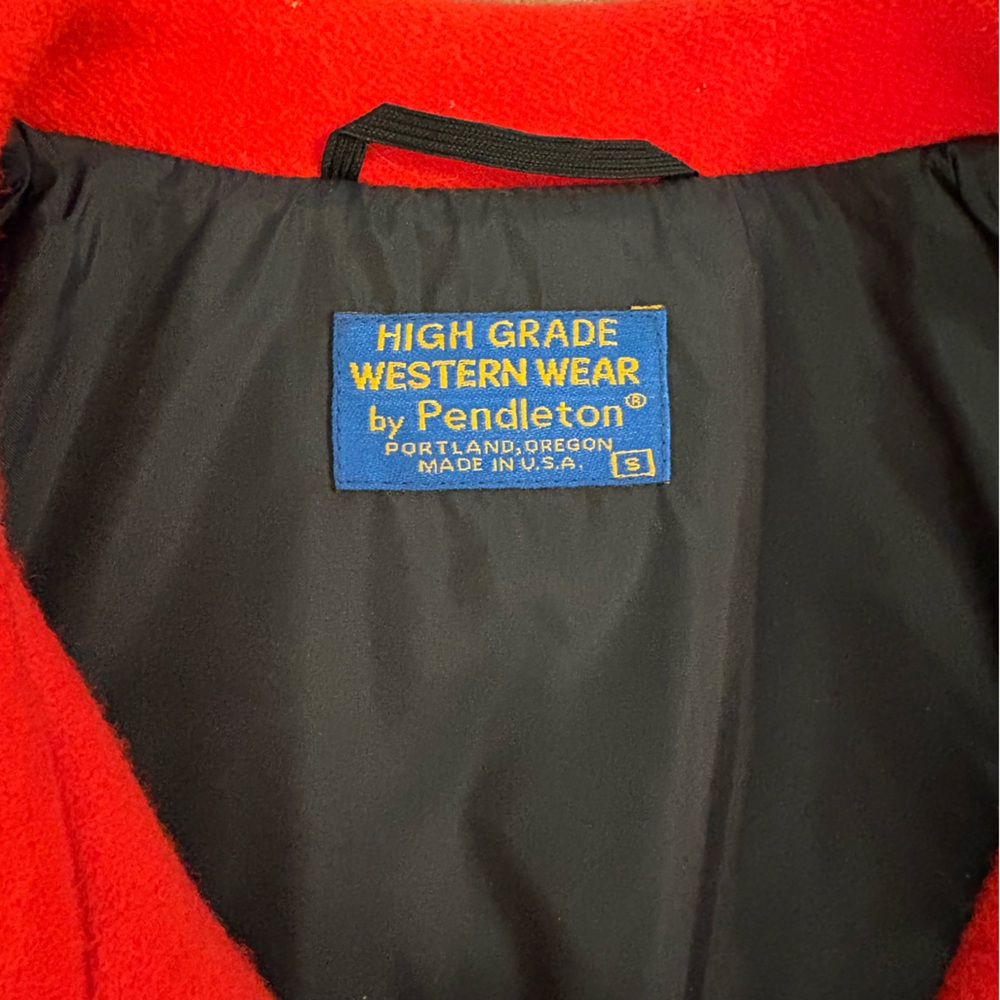 HIGH GRADE
WESTERN WEAR
by Pendleton®
PORTLAND, OREGON
MADE IN U.S.A. S